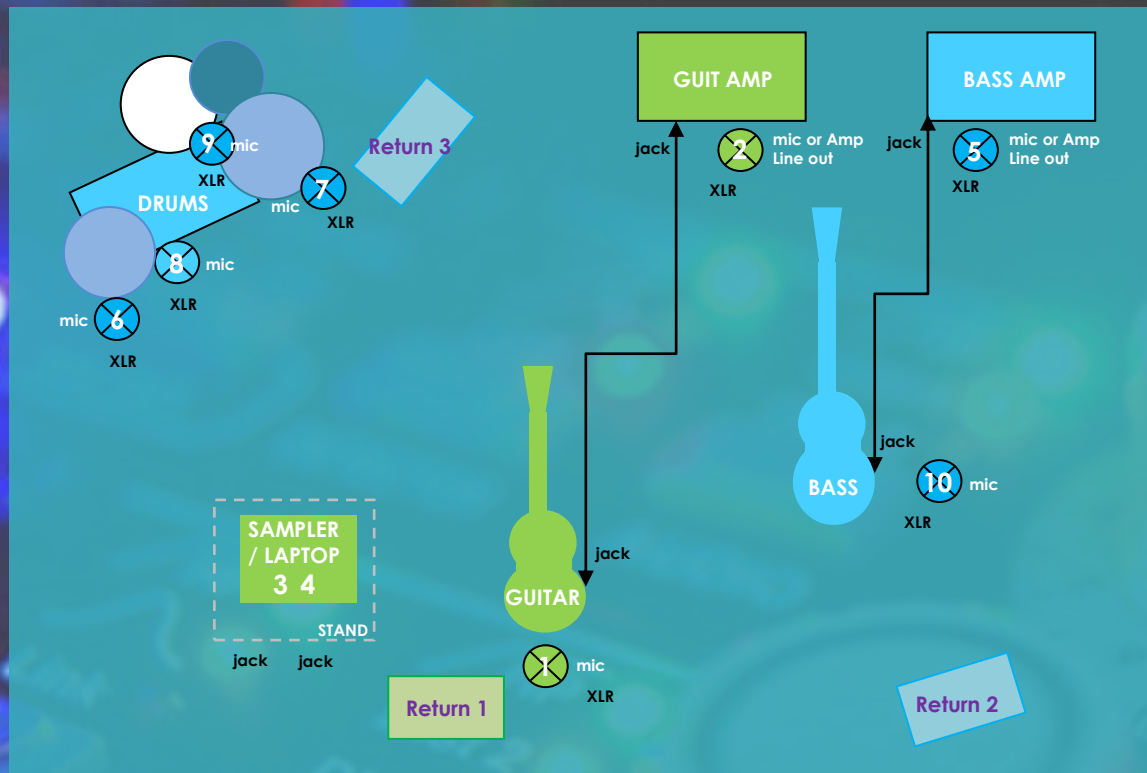 GUIT AMP
BASS AMP
jack
2
mic or Amp
Line out
XLR
jack
5
mic or Amp
Line out
XLR
9
mic
XLR
Return 3
DRUMS
7
mic
XLR
8
mic
XLR
mic
6
XLR
jack
BASS
10
mic
XLR
SAMPLER
/ LAPTOP
3 4
STAND
jack
jack
jack
GUITAR
1
mic
XLR
Return 1
Return 2